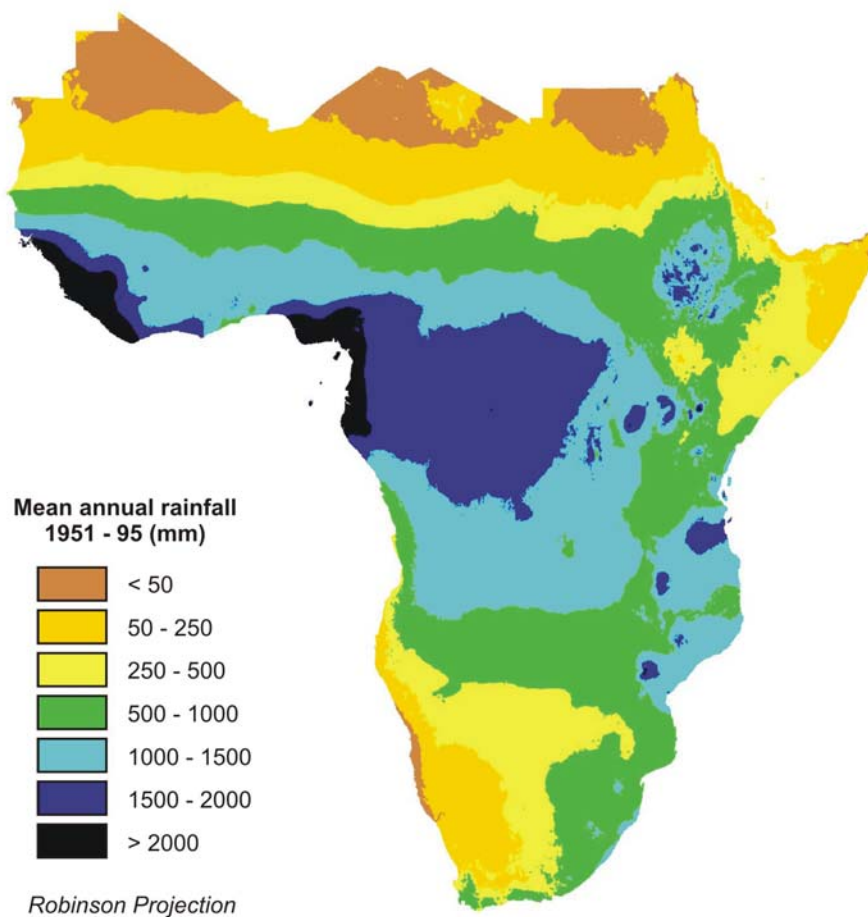 Mean annual rainfall
1951 - 95 (mm)
< 50
50 - 250
250 - 500
500 - 1000
1000 - 1500
1500 - 2000
> 2000
Robinson Projection